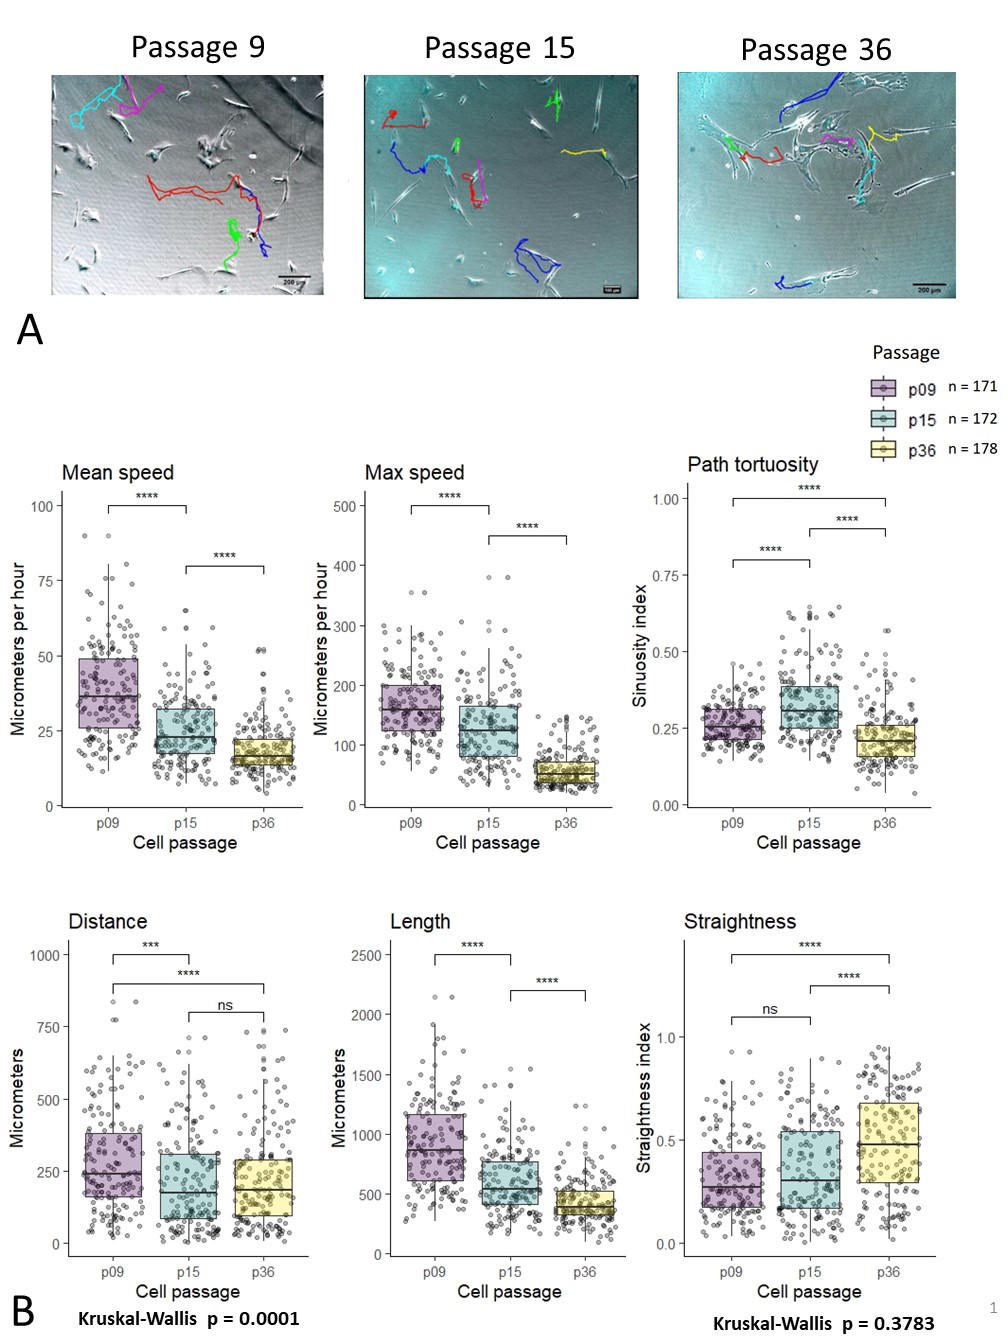 Passage 9 Passage 15 Passage 36
200 µm 100 µm 200 µm
A
Passage
p09 n = 171
p15 n = 172
p36 n = 178
Mean speed
100
75
50
25
0
Micrometers per hour
****
****
p09 p15 p36
Cell passage
Max speed
500
400
300
200
100
0
Micrometers per hour
****
****
p09 p15 p36
Cell passage
Path tortuosity
1.00
0.75
0.50
0.25
0.00
Sinuosity index
****
****
****
p09 p15 p36
Cell passage
Distance
1000
750
500
250
0
Micrometers
***
****
ns
p09 p15 p36
Cell passage
Length
2500
2000
1500
1000
500
0
Micrometers
****
****
p09 p15 p36
Cell passage
Straightness
1.0
0.5
0.0
Straightness index
****
****
ns
p09 p15 p36
Cell passage
B
Kruskal-Wallis p = 0.0001
Kruskal-Wallis p = 0.3783
1